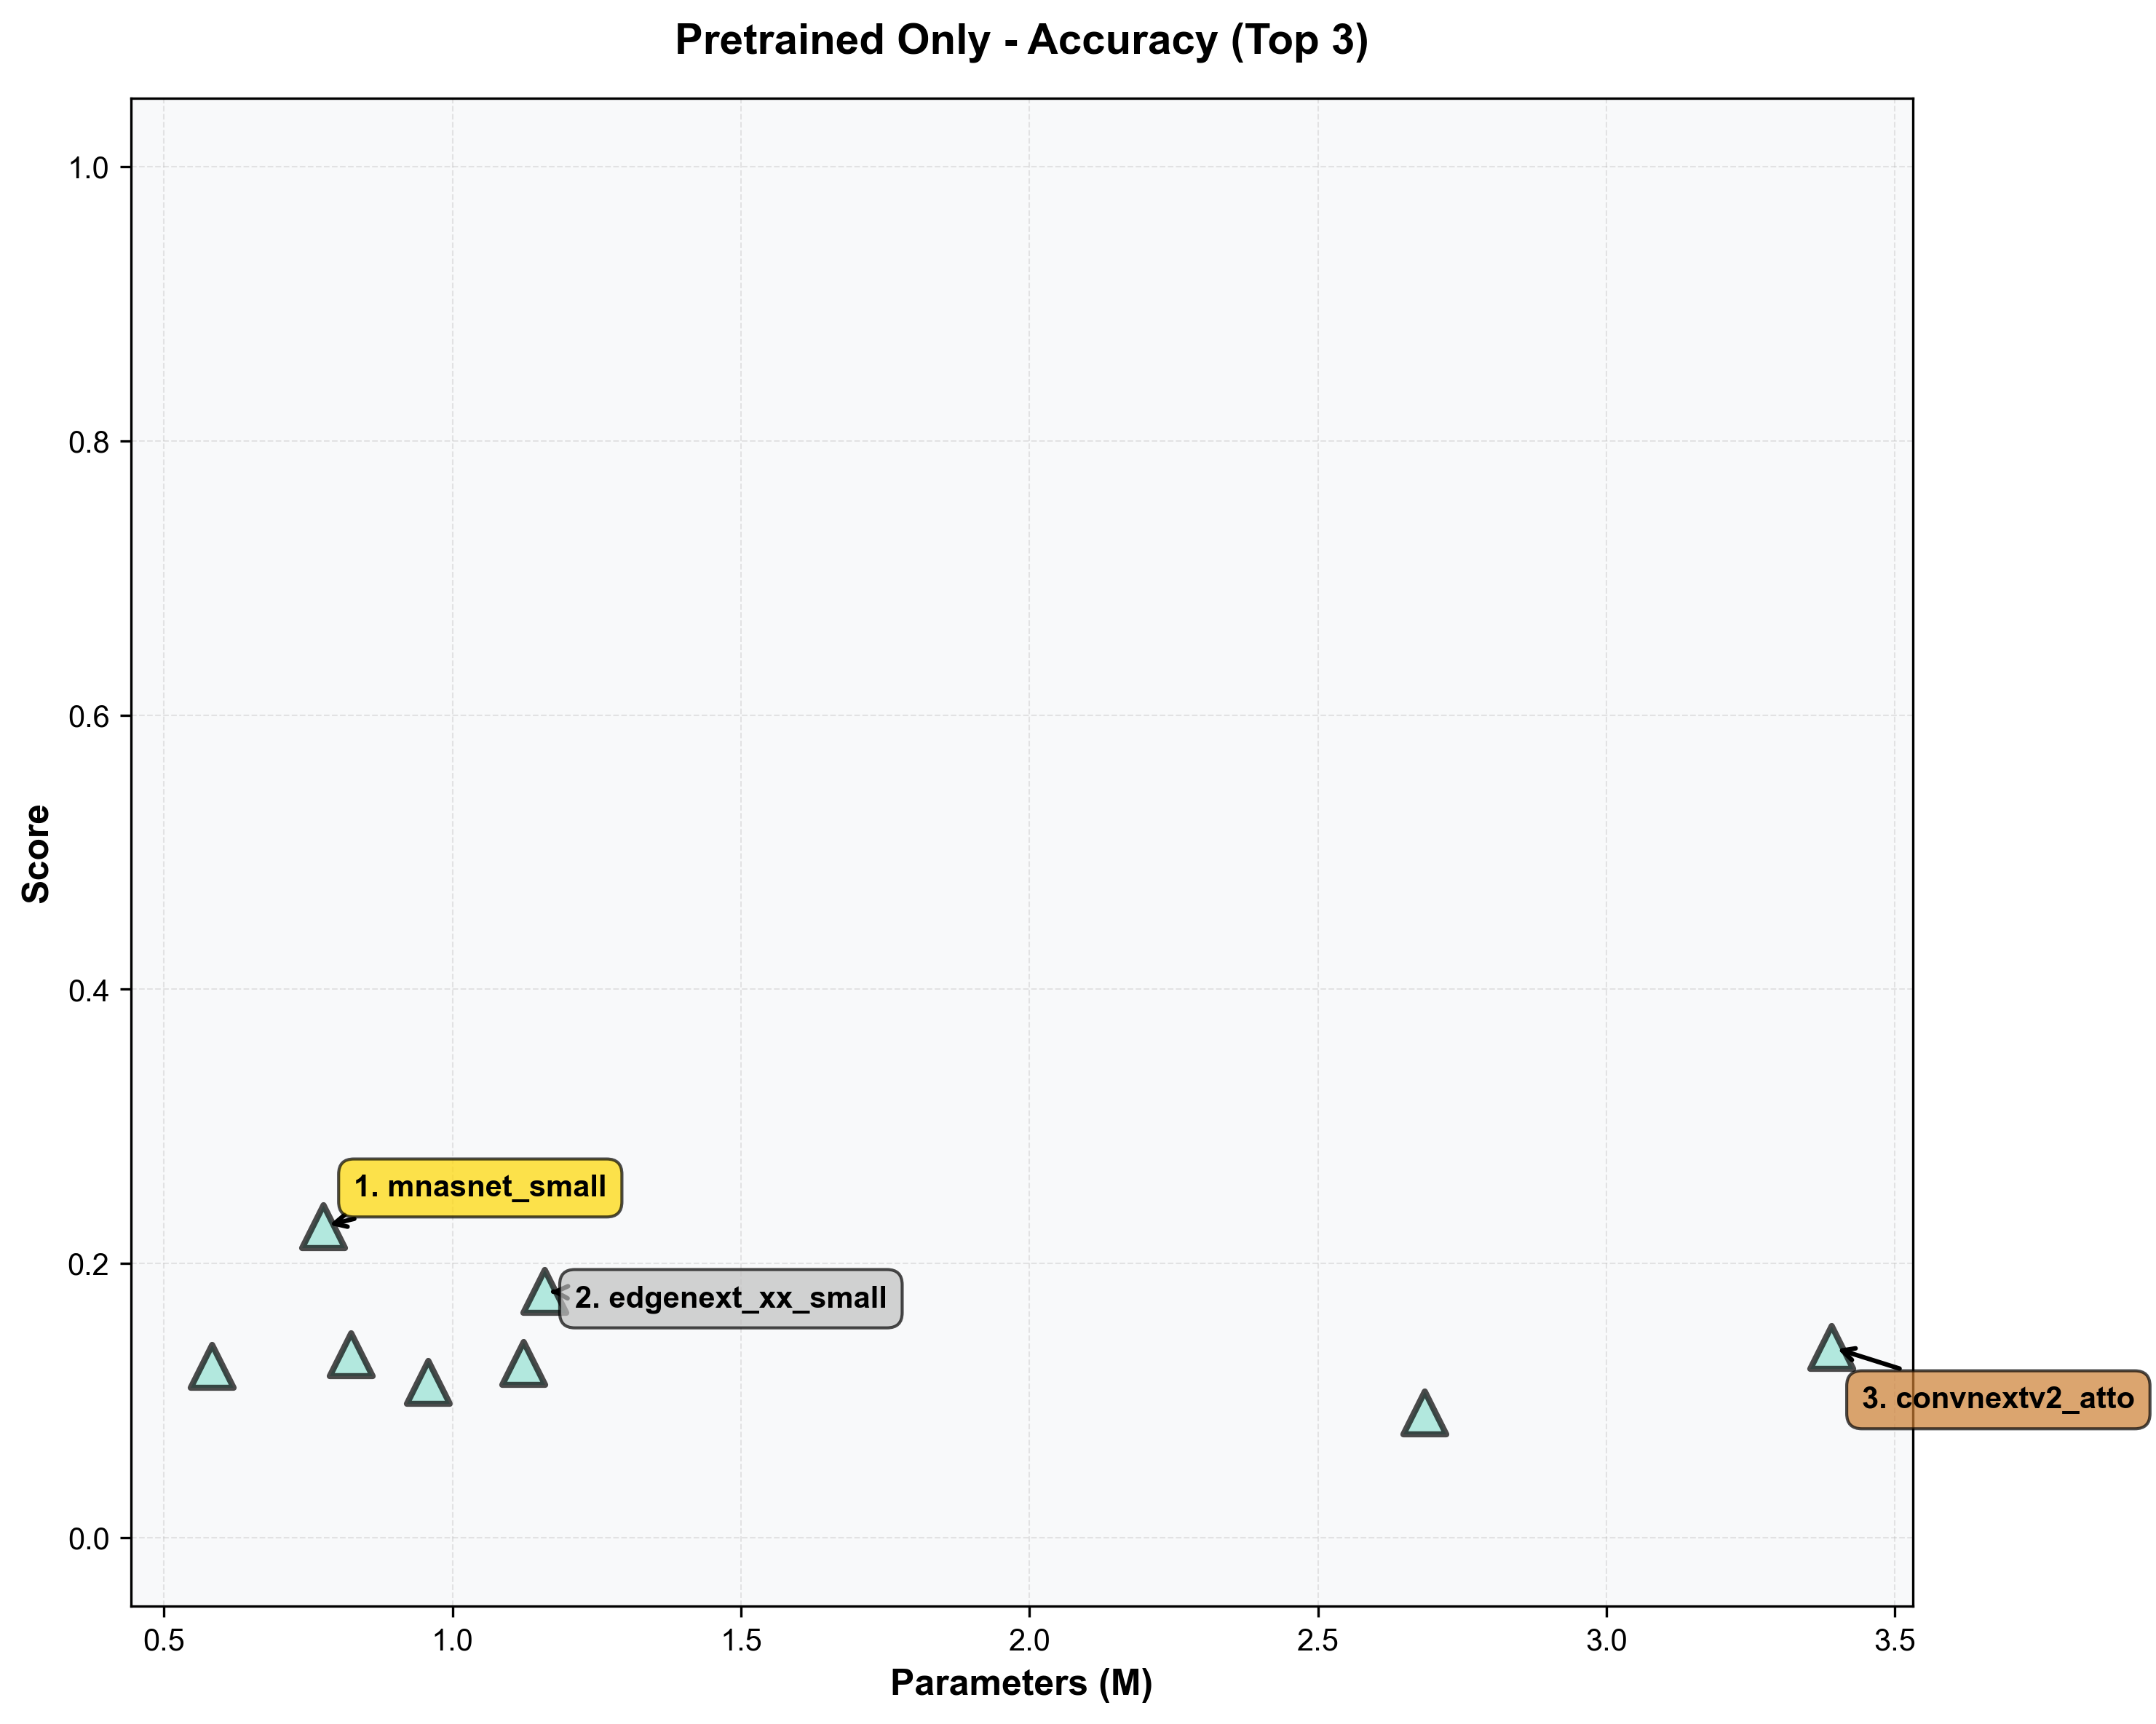 Pretrained Only - Accuracy (Top 3)
1.0
0.8
0.6
0.4
0.2
0.0
Score
1. mnasnet_small
2. edgenext_xx_small
3. convnextv2_atto
0.5 1.0 1.5 2.0 2.5 3.0 3.5
Parameters (M)